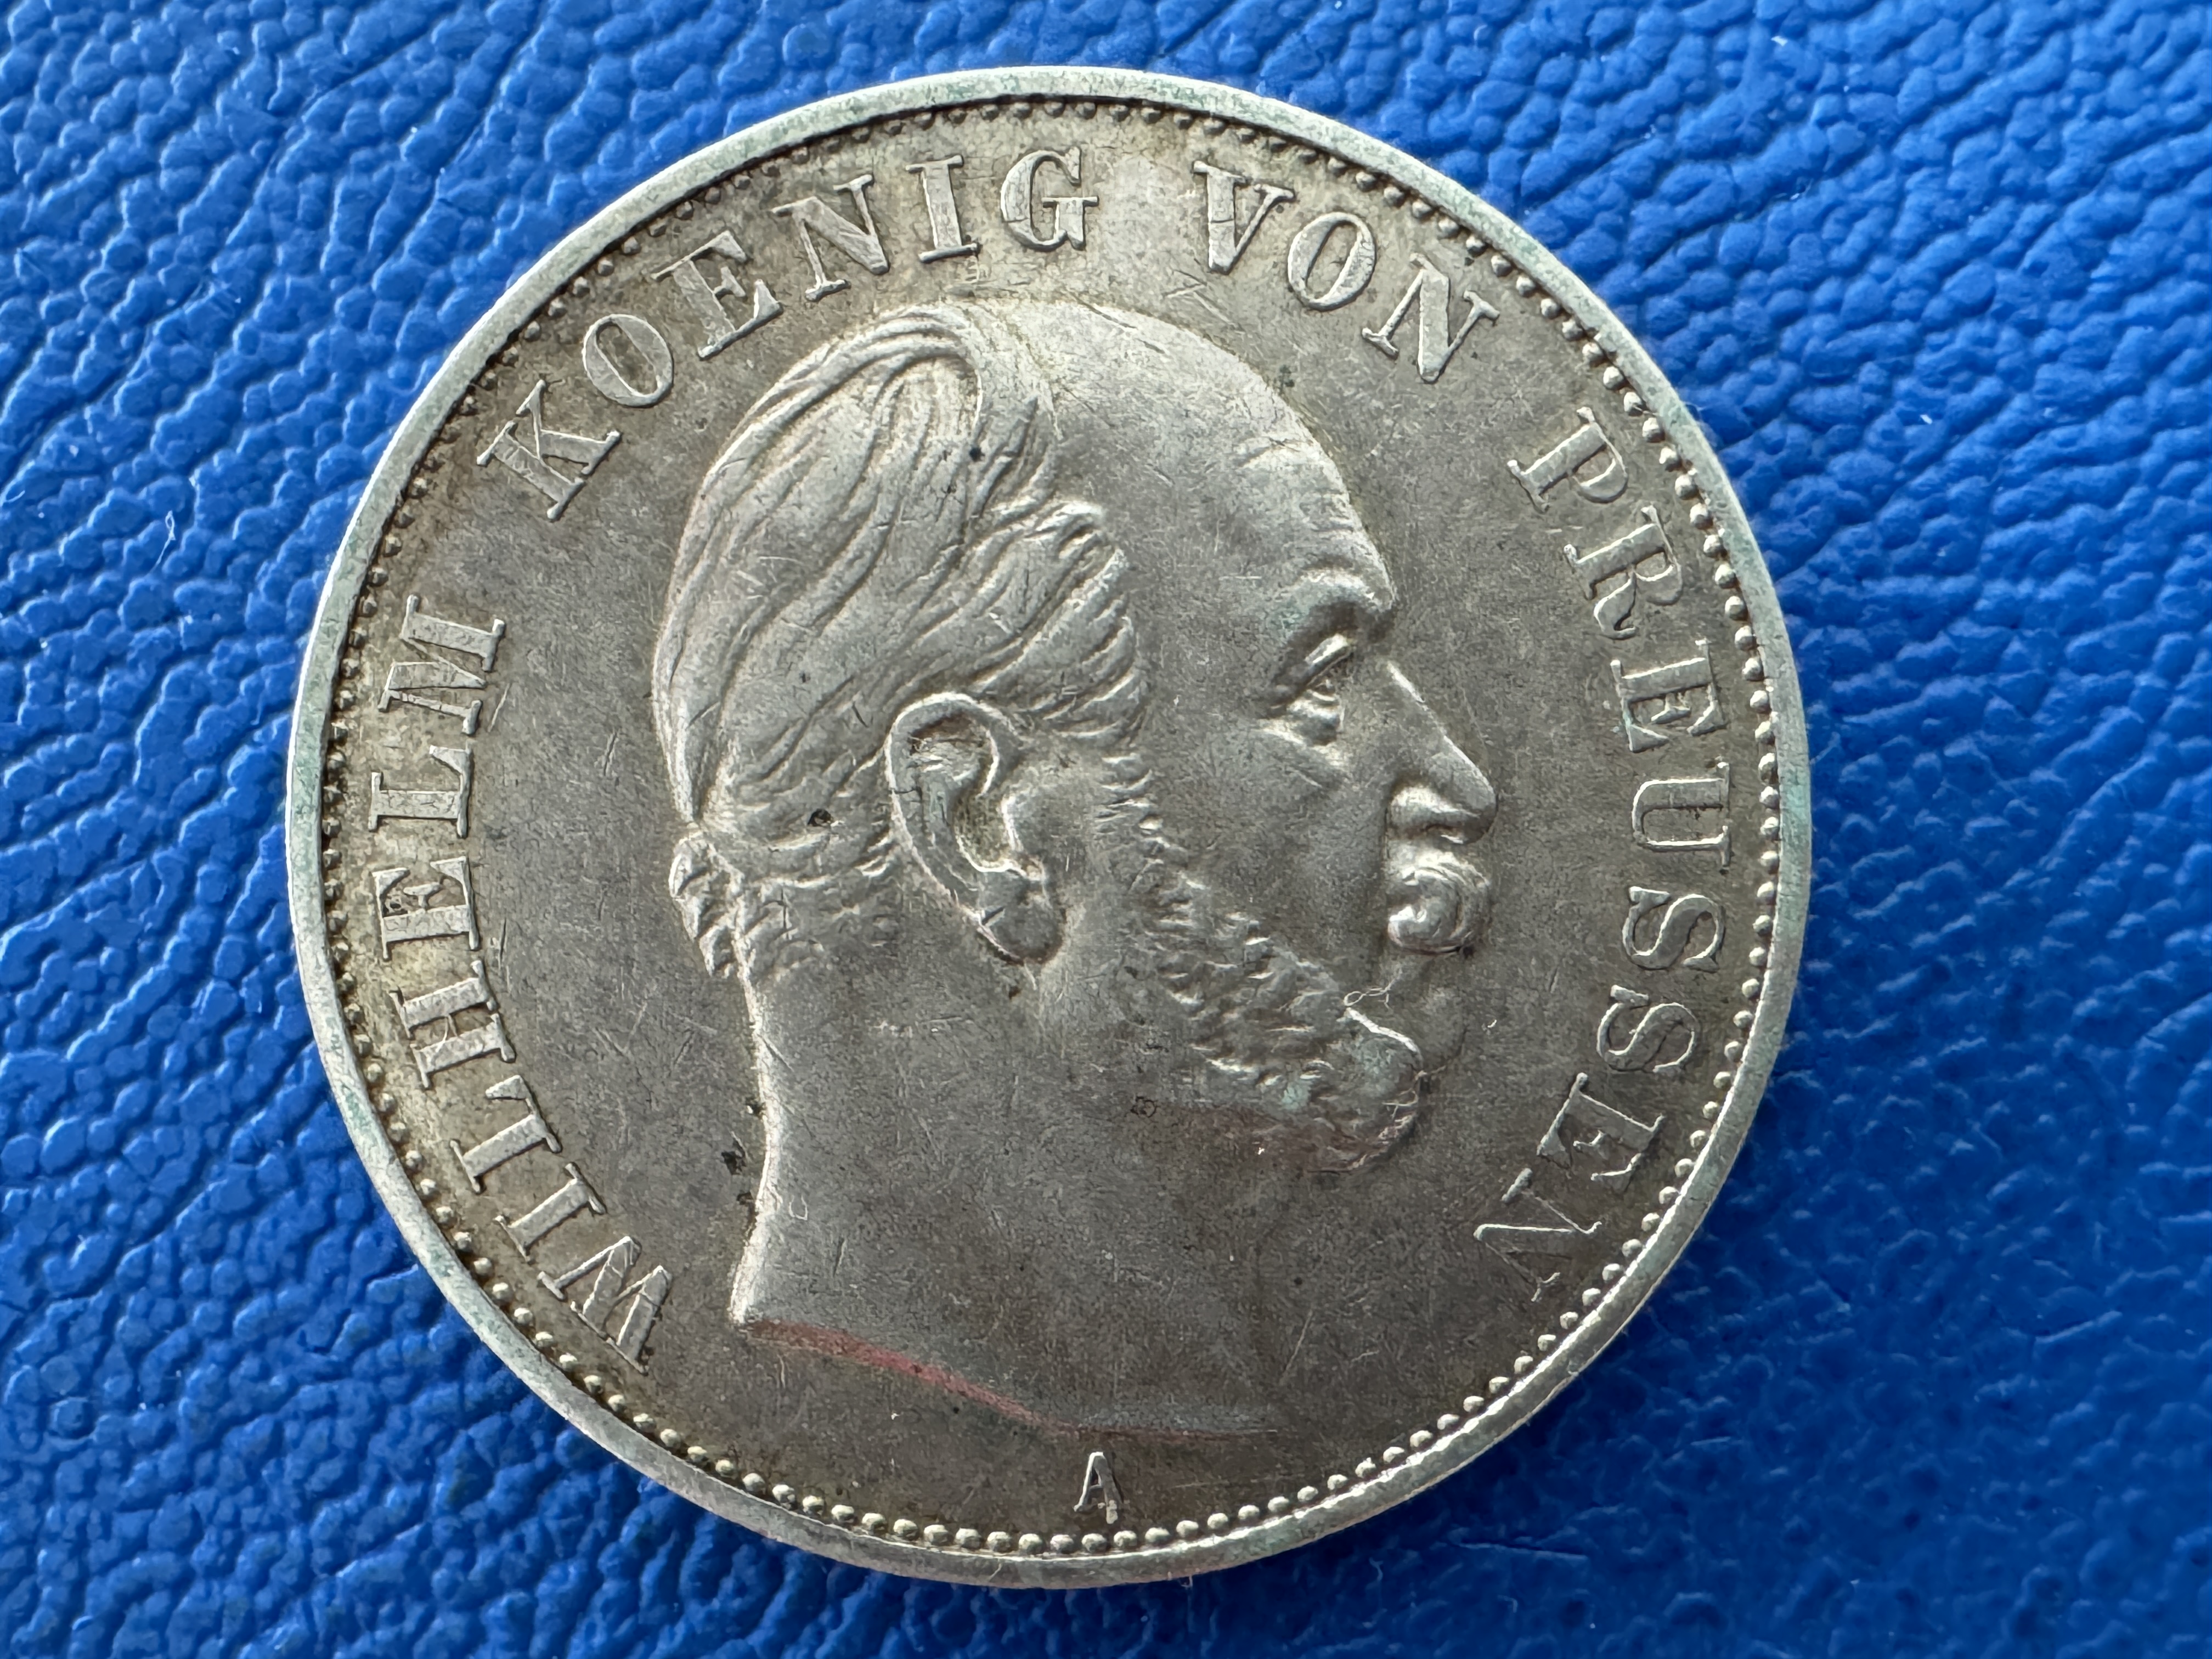 WILHELM KOENIG VON PREUSSEN
A